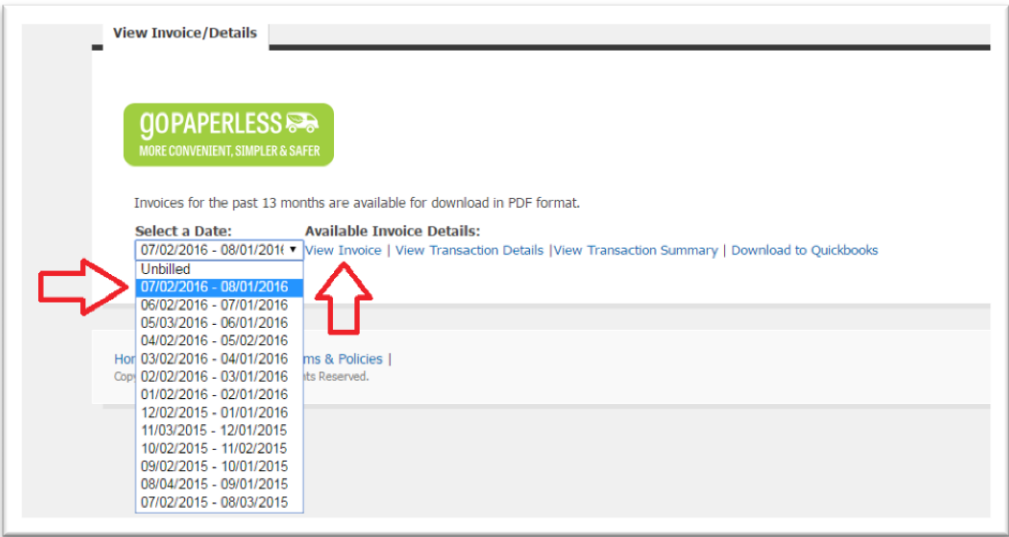 View Invoice/Details
goPAPERLESS
MORE CONVENIENT, SIMPLER & SAFER
Invoices for the past 13 months are available for download in PDF format.
Select a Date: Available Invoice Details:
07/02/2016 - 08/01/201 View Invoice | View Transaction Details |View Transaction Summary | Download to Quickbooks
Unbilled
07/02/2016 - 08/01/2016
06/02/2016 - 07/01/2016
05/03/2016 - 06/01/2016
04/02/2016 - 05/02/2016
Hor 03/02/2016 - 04/01/2016 ms & Policies |
Cop 02/02/2016 - 03/01/2016 ts Reserved.
01/02/2016 - 02/01/2016
12/02/2015 - 01/01/2016
11/03/2015 - 12/01/2015
10/02/2015 - 11/02/2015
09/02/2015 - 10/01/2015
08/04/2015 - 09/01/2015
07/02/2015 - 08/03/2015